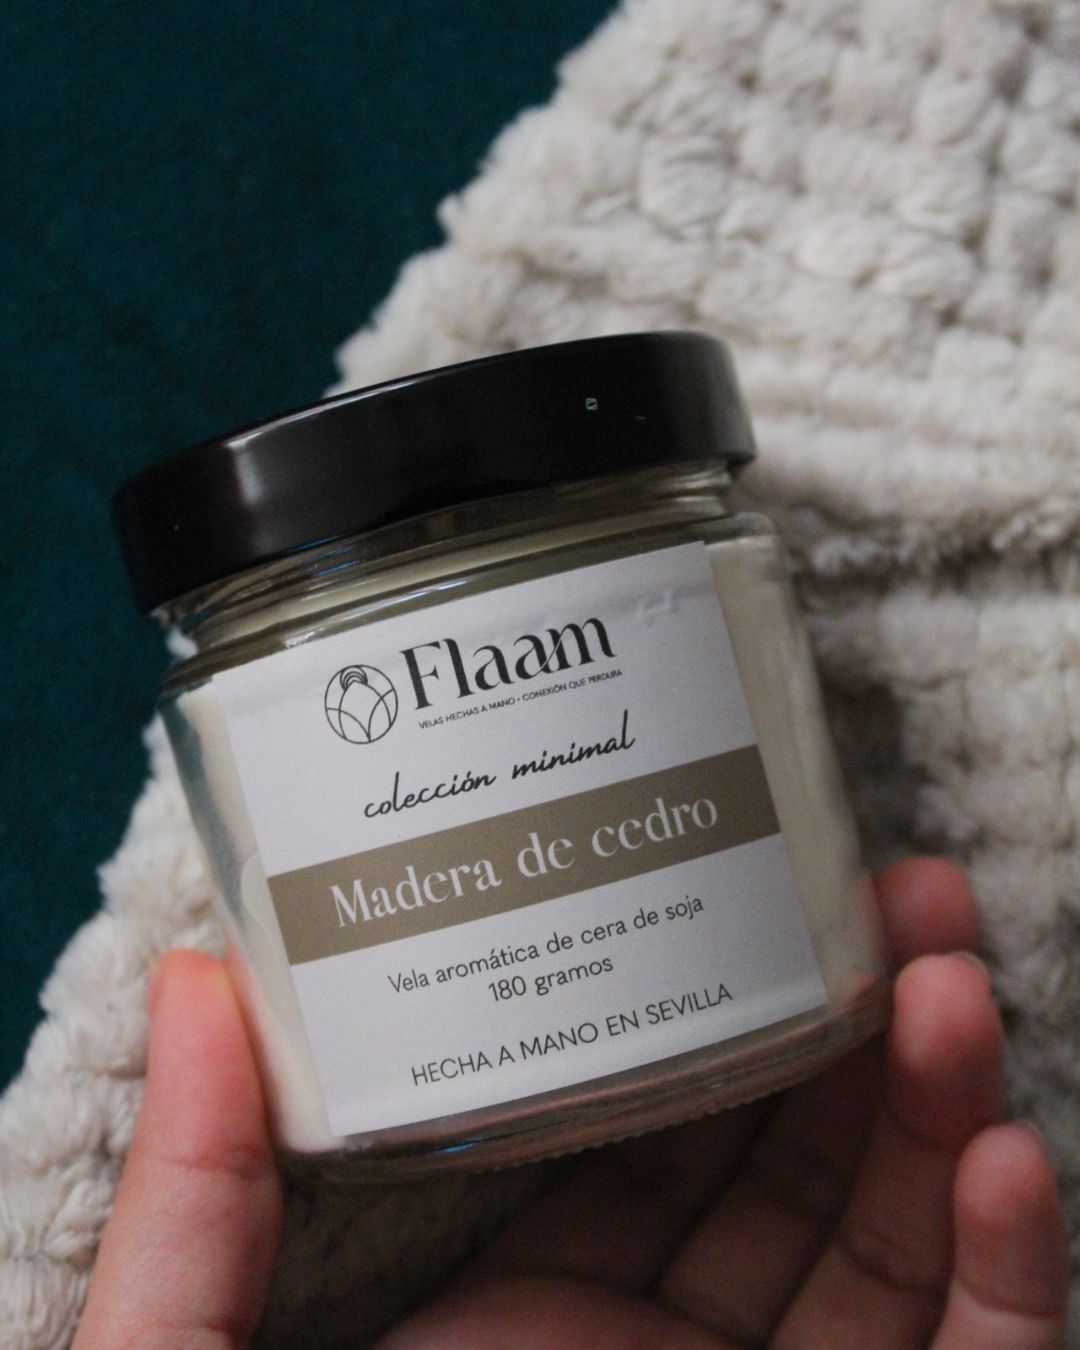 Flaam
VELAS HECHAS A MANO - CONEXIÓN QUE PERDURA
colección minimal
Madera de cedro
Vela aromática de cera de soja
180 gramos
HECHA A MANO EN SEVILLA